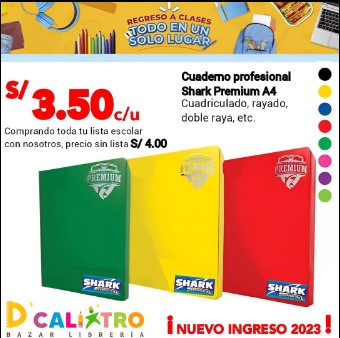 REGRESO A CLASES
TODO EN UN
SOLO LUGAR
S/ 3.50 c/u
Comprando toda tu lista escolar
con nosotros, precio sin lista S/ 4.00
Cuaderno profesional
Shark Premium A4
Cuadriculado, rayado,
doble raya, etc.
PREMIUM
PREMIUM
PREMIUM
SHARK
SHARK
SHARK
D'CALIXTRO
BAZAR LIBRERÍA
¡NUEVO INGRESO 2023!